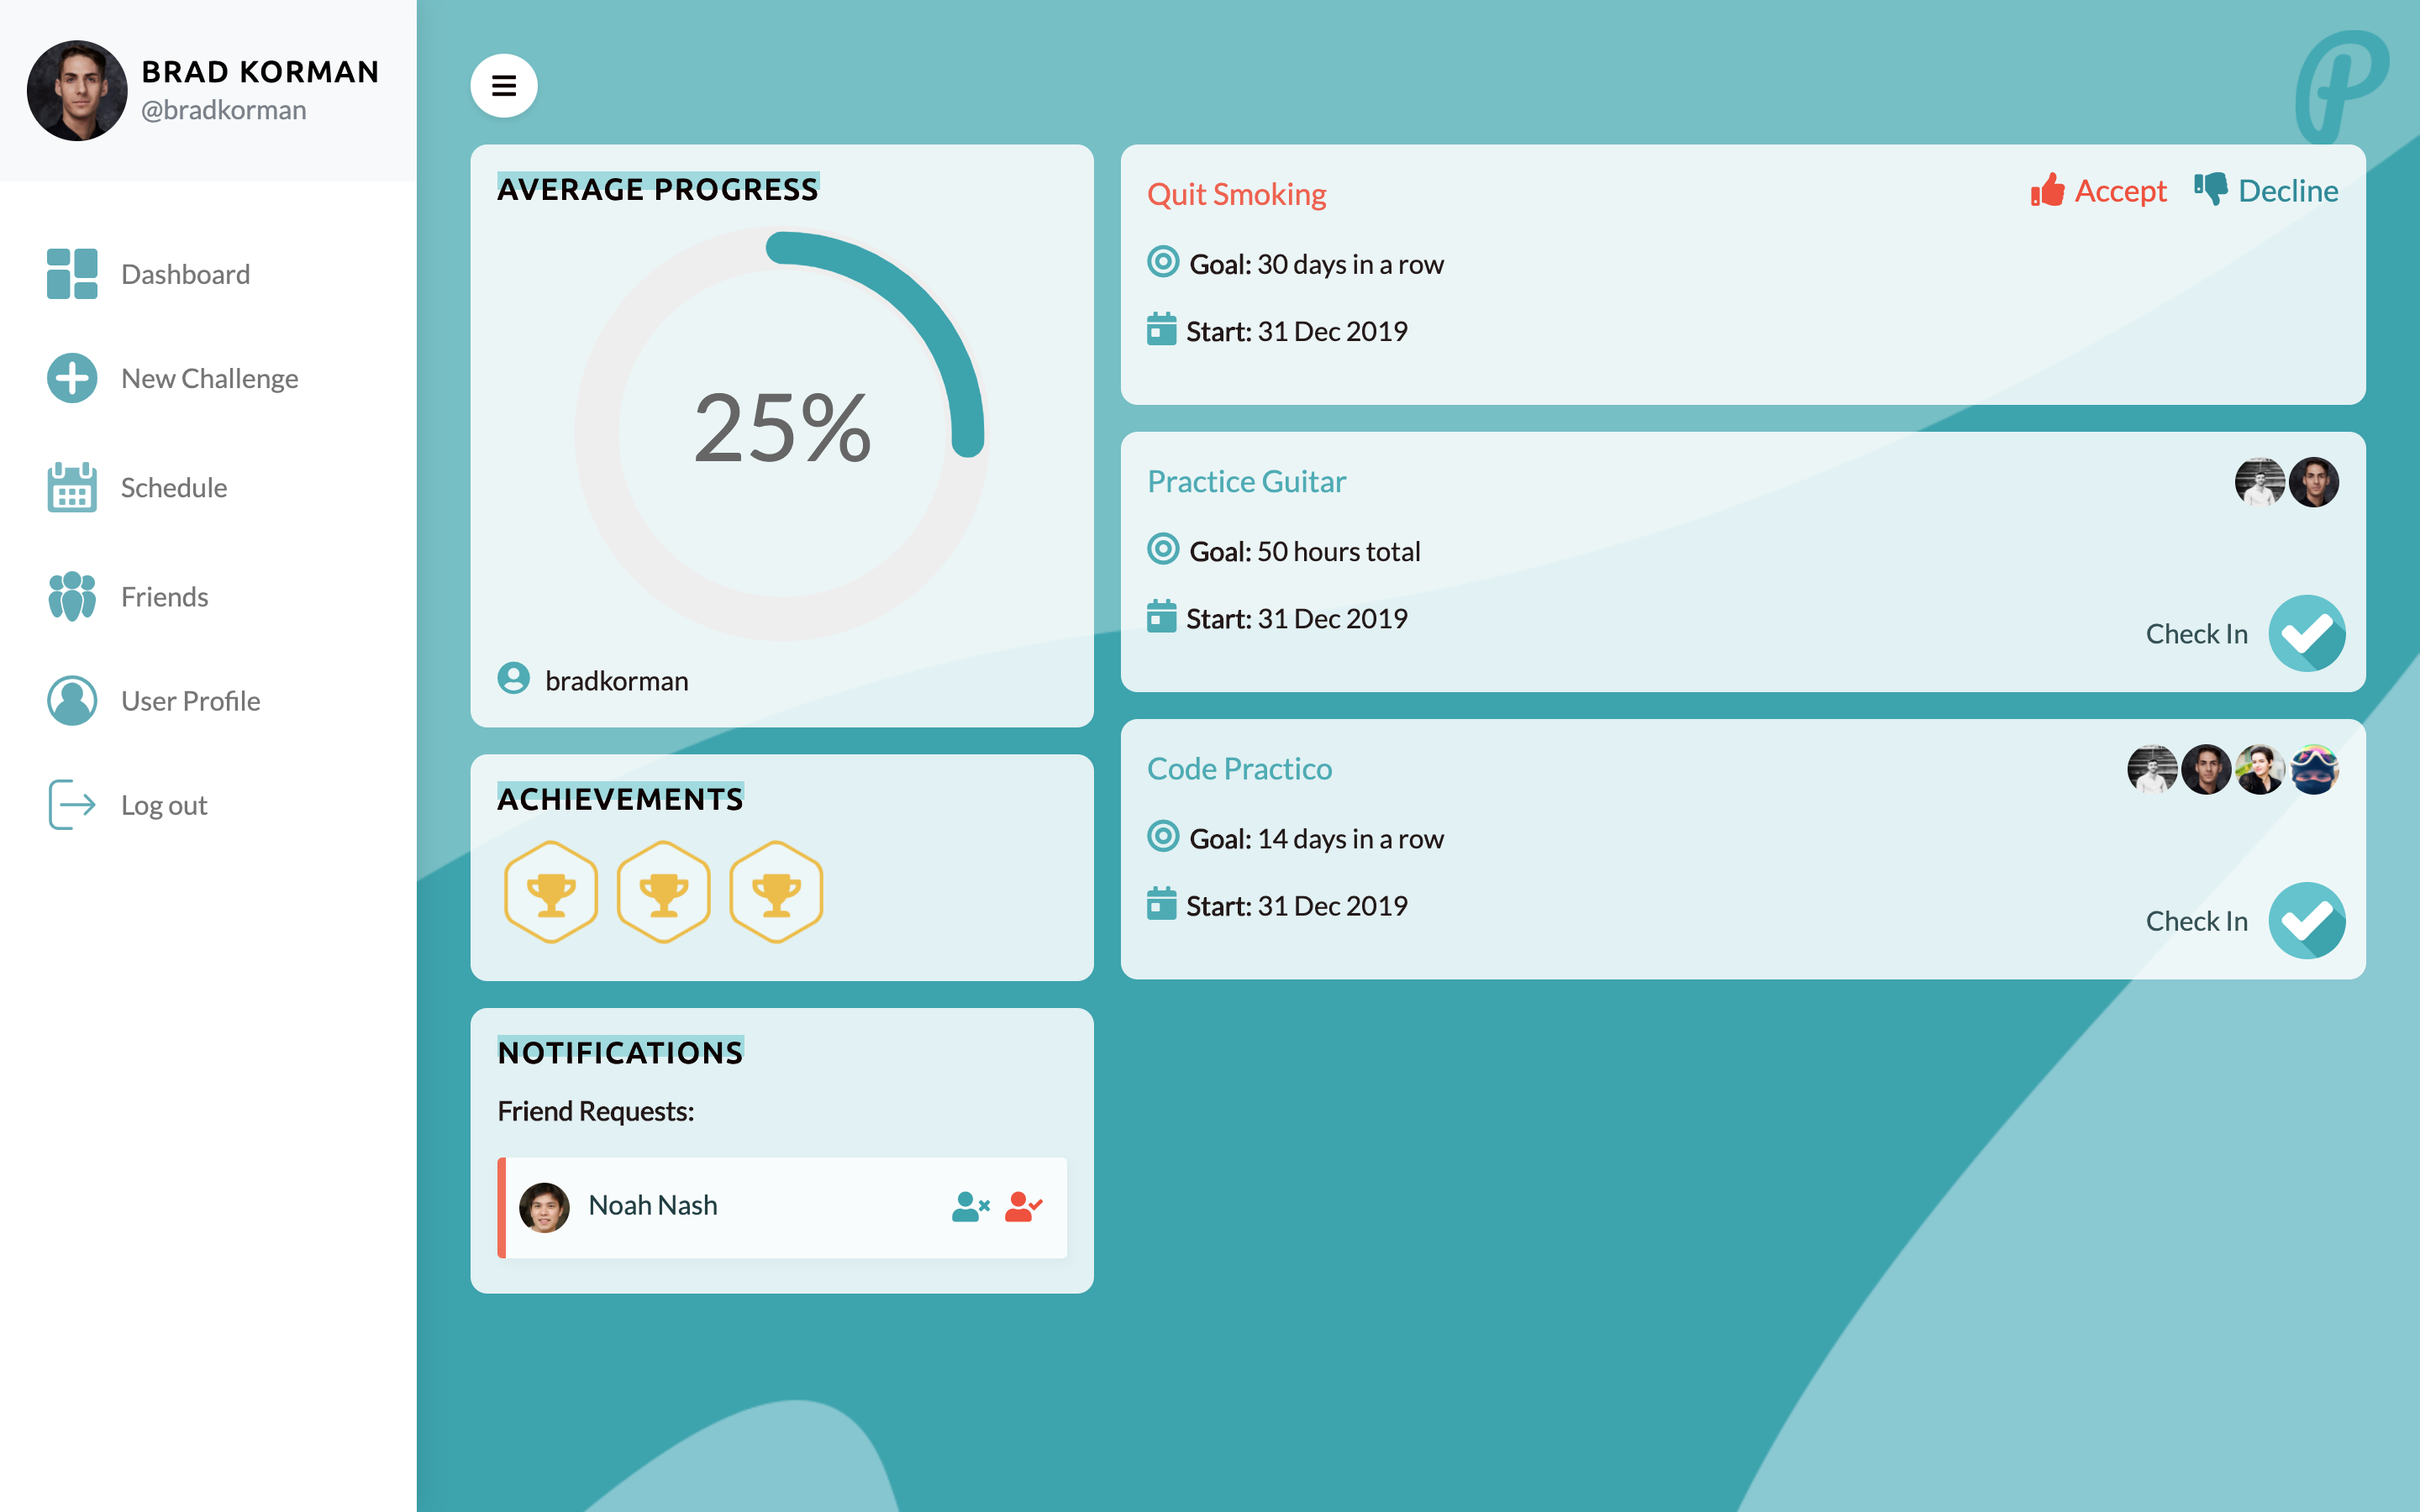 BRAD KORMAN
@bradkorman
Dashboard
New Challenge
Schedule
Friends
User Profile
Log out
P
AVERAGE PROGRESS
25%
bradkorman
ACHIEVEMENTS
NOTIFICATIONS
Friend Requests:
Noah Nash
Quit Smoking
Accept Decline
Goal: 30 days in a row
Start: 31 Dec 2019
Practice Guitar
Goal: 50 hours total
Start: 31 Dec 2019
Check In
Code Practico
Goal: 14 days in a row
Start: 31 Dec 2019
Check In